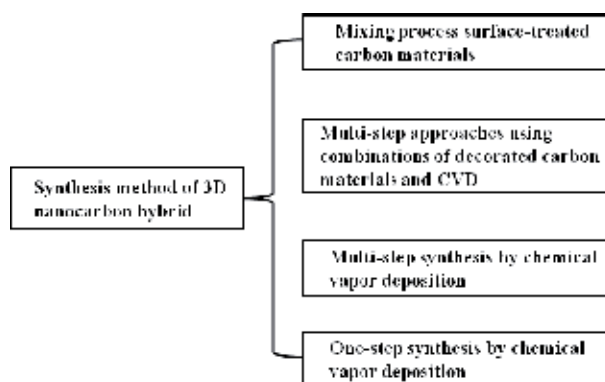 Mixing process surface-treated
carbon materials
Multi-step approaches using
combinations of decorated carbon
materials and CVD
Synthesis method of 3D
nanocarbon hybrid
Multi-step synthesis by chemical
vapor deposition
One-step synthesis by chemical
vapor deposition